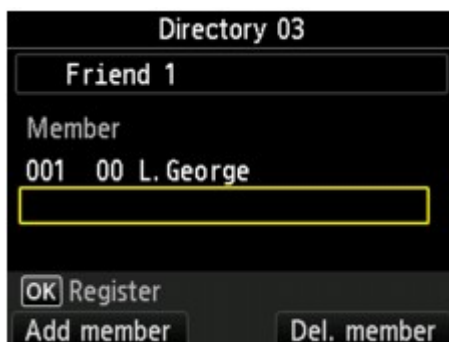 Directory 03
Friend 1
Member
001 00 L.George
OK Register
Add member Del. member